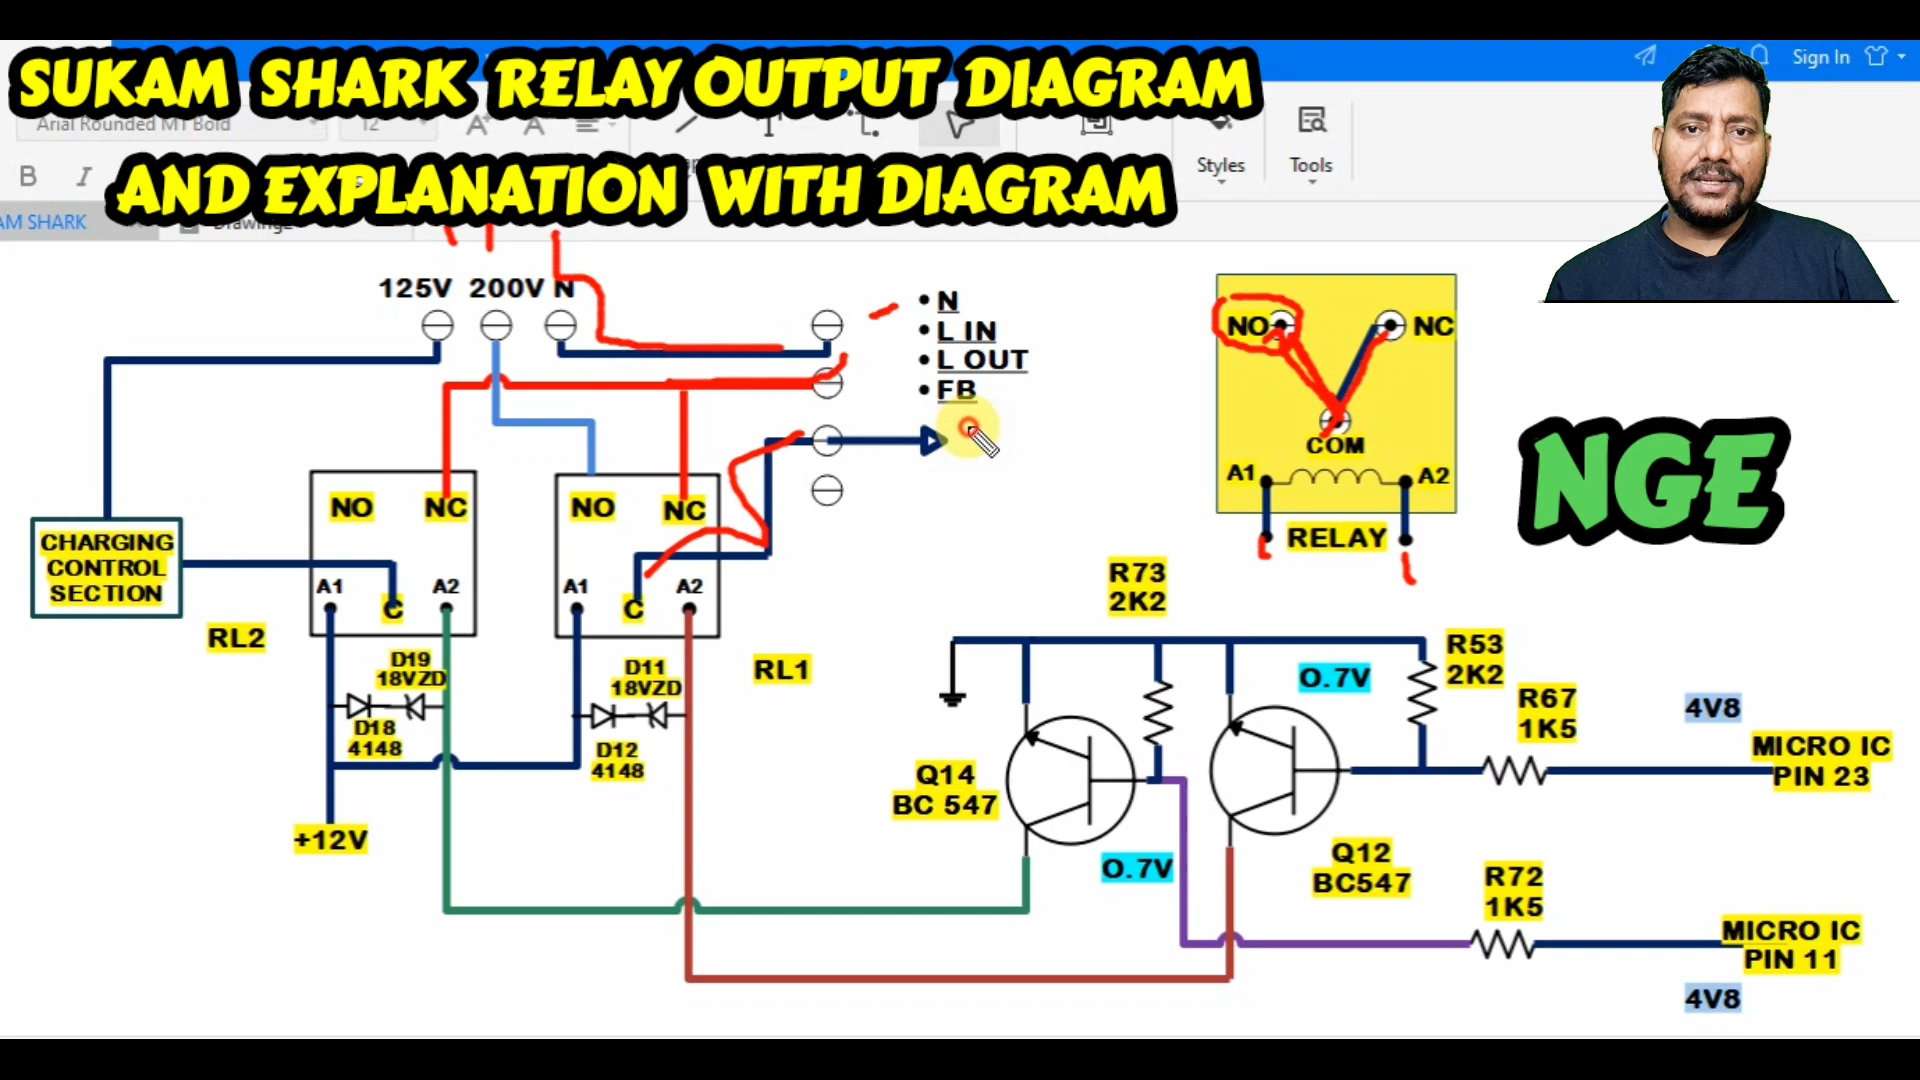 SUKAM SHARK RELAY OUTPUT DIAGRAM
AND EXPLANATION WITH DIAGRAM
Sign In
Arial Rounded MT Bold
12
B I
Styles
Tools
AM SHARK
125V 200V N
• N
• L IN
• L OUT
• FB
NO NC
COM
A1 A2
RELAY
NGE
NO NC
NO NC
CHARGING
CONTROL
SECTION
A1 C A2
A1 C A2
RL2
RL1
D19
18VZD
D18
4148
D11
18VZD
D12
4148
+12V
R73
2K2
0.7V
R53
2K2
R67
1K5
4V8
MICRO IC
PIN 23
Q14
BC 547
0.7V
Q12
BC547
R72
1K5
MICRO IC
PIN 11
4V8